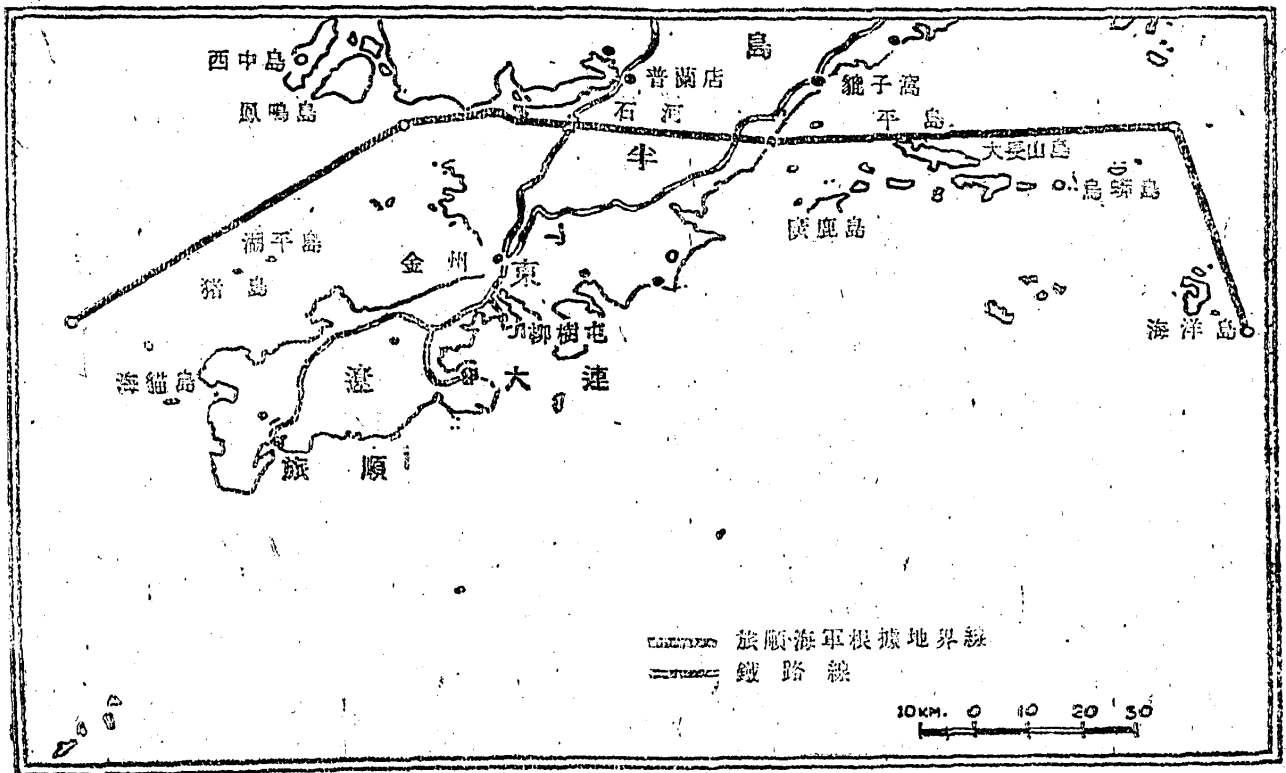 島
西中島
普蘭店
貔子窩
鳳鳴島
石河
平島
半
大長山島
烏蟒島
廣鹿島
湖平島
金州
東
猪島
海洋島
柳樹屯
海貓島
遼
大連
旅順
旅順海軍根據地界線
鐵路線
10KM. 0 10 20 30